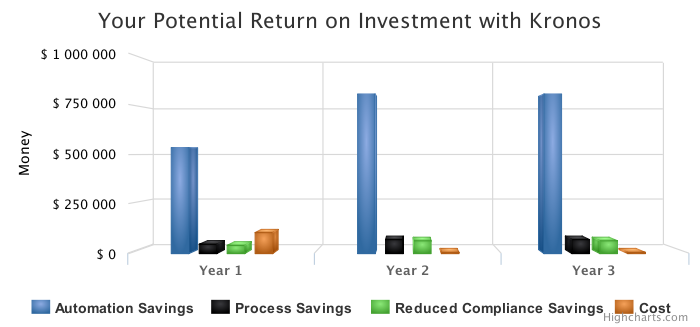 Your Potential Return on Investment with Kronos
$ 1 000 000
$ 750 000
$ 500 000
$ 250 000
$ 0
Money
Year 1 Year 2 Year 3
Automation Savings Process Savings Reduced Compliance Savings Cost
Highcharts.com